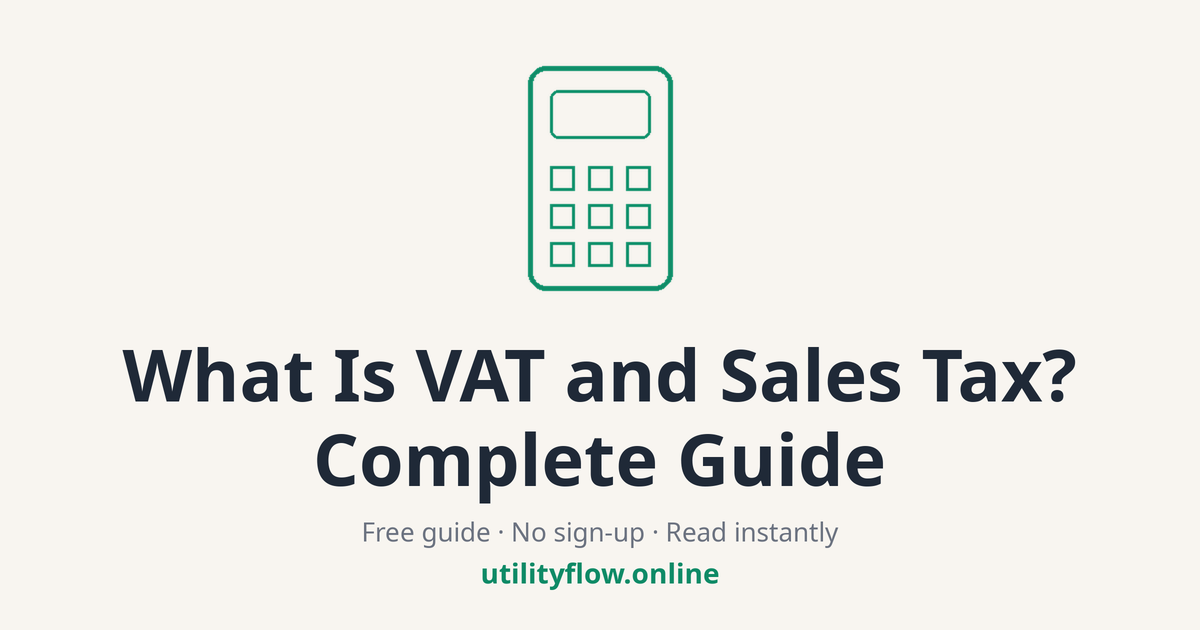 What Is VAT and Sales Tax?
Complete Guide
Free guide · No sign-up · Read instantly
utilityflow.online